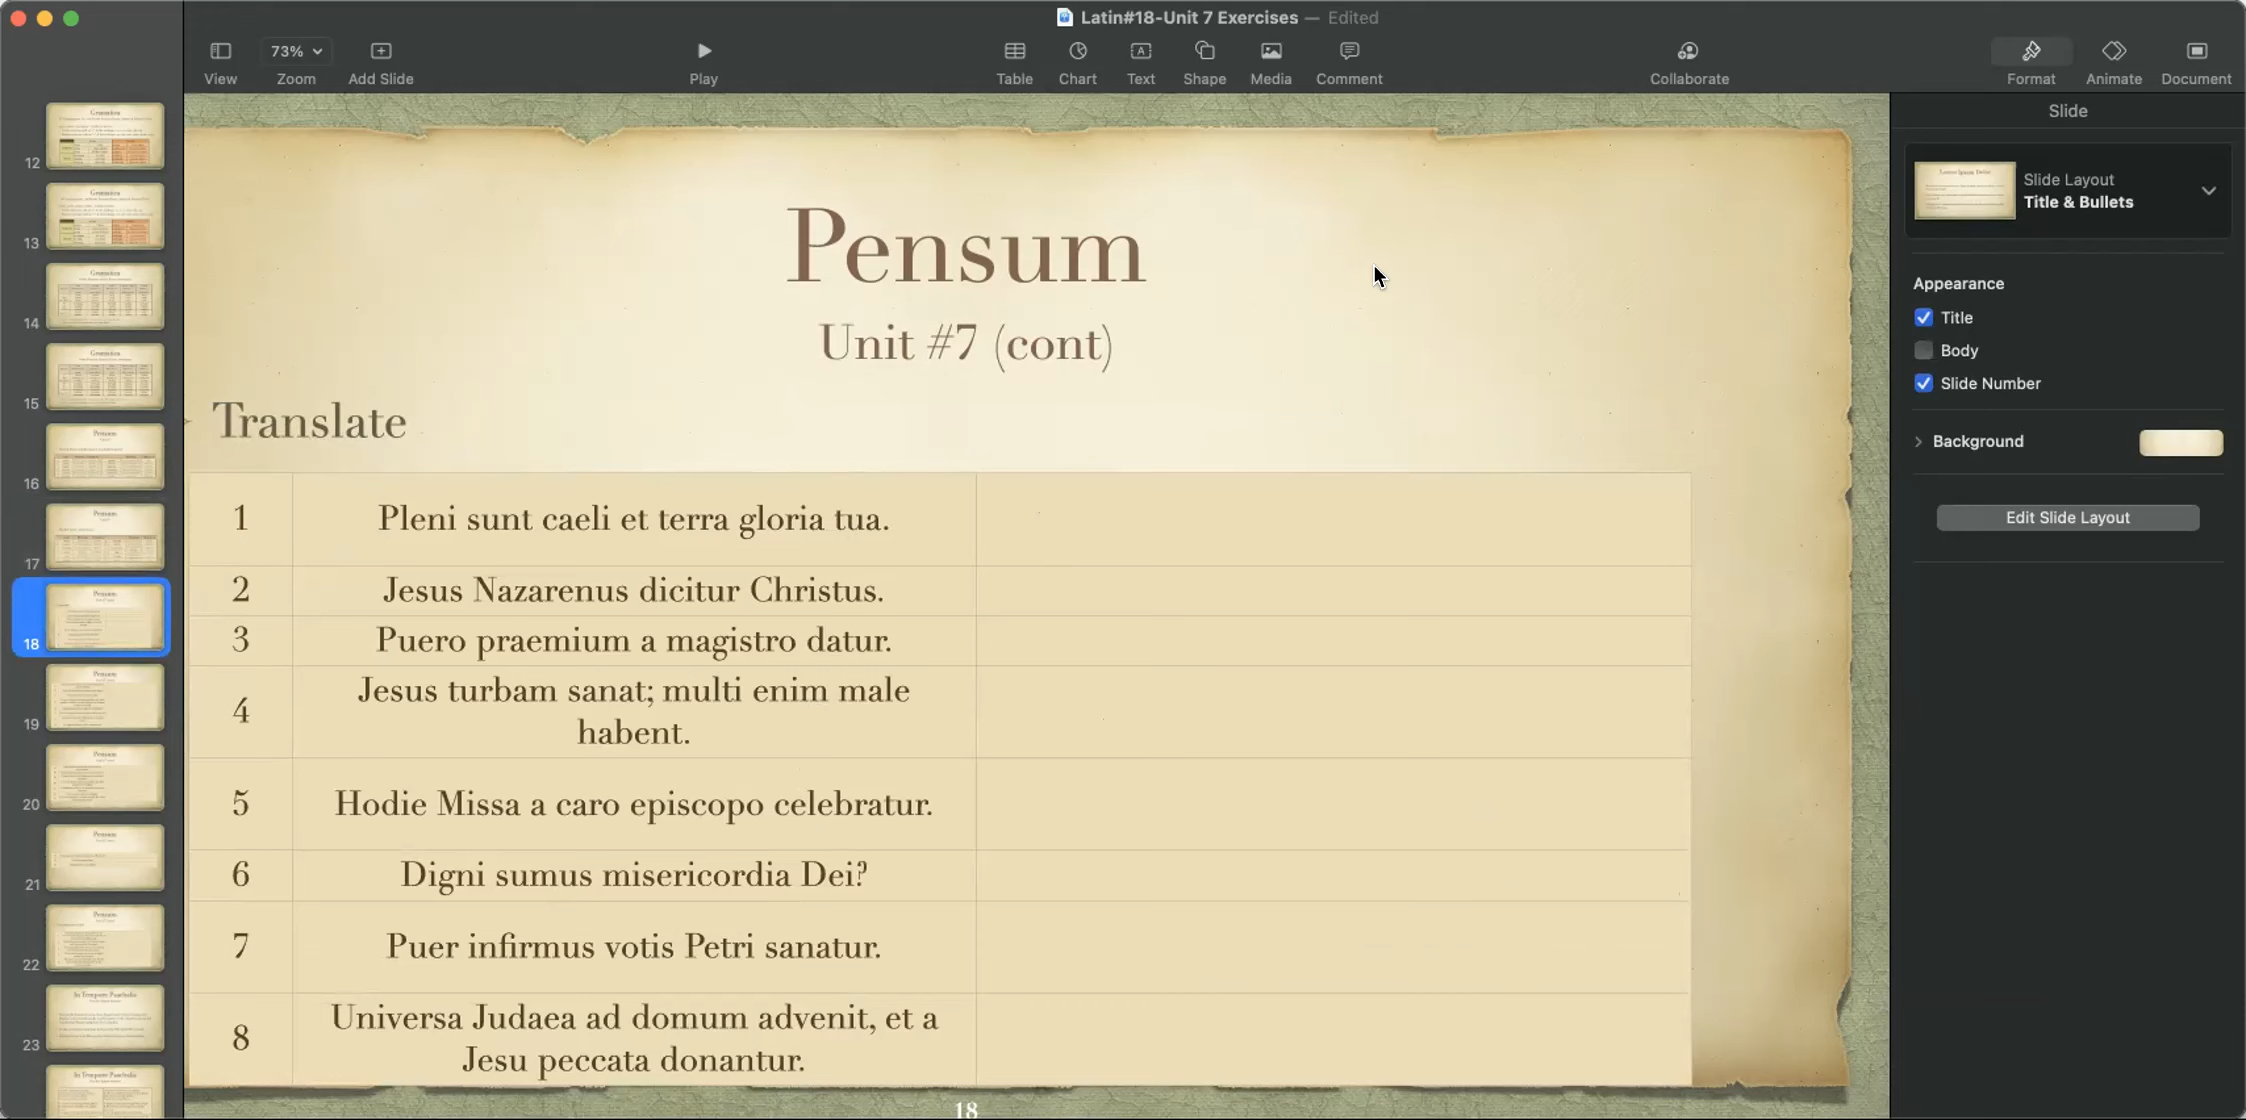 Latin#18-Unit 7 Exercises — Edited
73%
View
Zoom
Add Slide
Play
Table
Chart
Text
Shape
Media
Comment
Collaborate
Format
Animate
Document
12
13
14
15
16
17
18
19
20
21
22
23
Pensum
Unit #7 (cont)
Translate
1 Pleni sunt caeli et terra gloria tua.
2 Jesus Nazarenus dicitur Christus.
3 Puero praemium a magistro datur.
4 Jesus turbam sanat; multi enim male
habent.
5 Hodie Missa a caro episcopo celebratur.
6 Digni sumus misericordia Dei?
7 Puer infirmus votis Petri sanatur.
8 Universa Judaea ad domum advenit, et a
Jesu peccata donantur.
18
Slide
Slide Layout
Title & Bullets
Appearance
Title
Body
Slide Number
Background
Edit Slide Layout